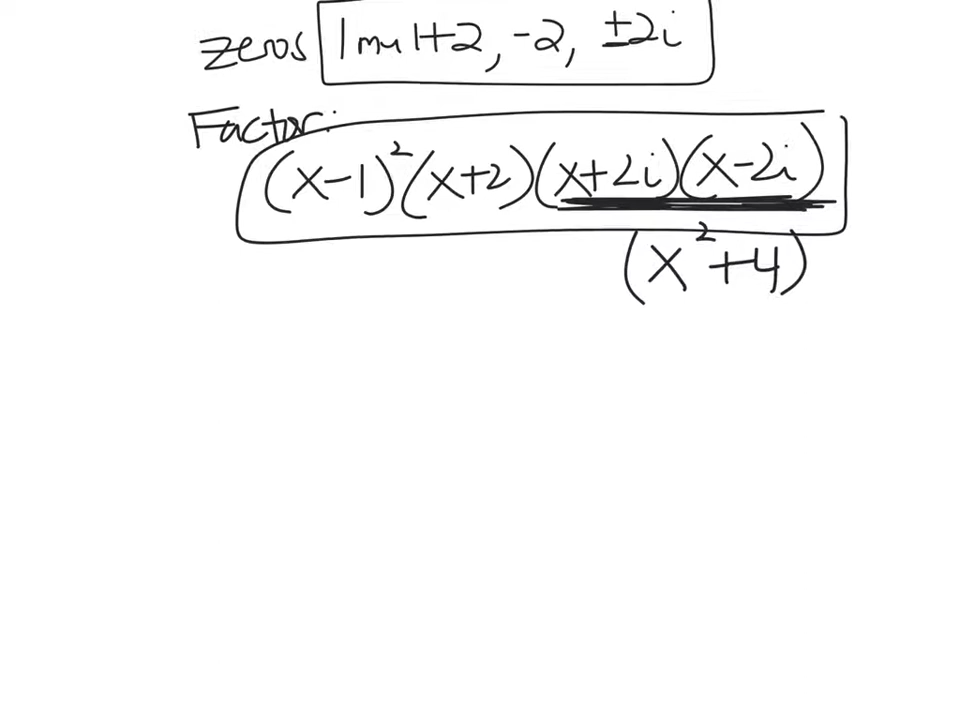 zeros 1 mult 2, -2, ±2i
Factor:
(x-1)²(x+2)(x+2i)(x-2i)
(x²+4)